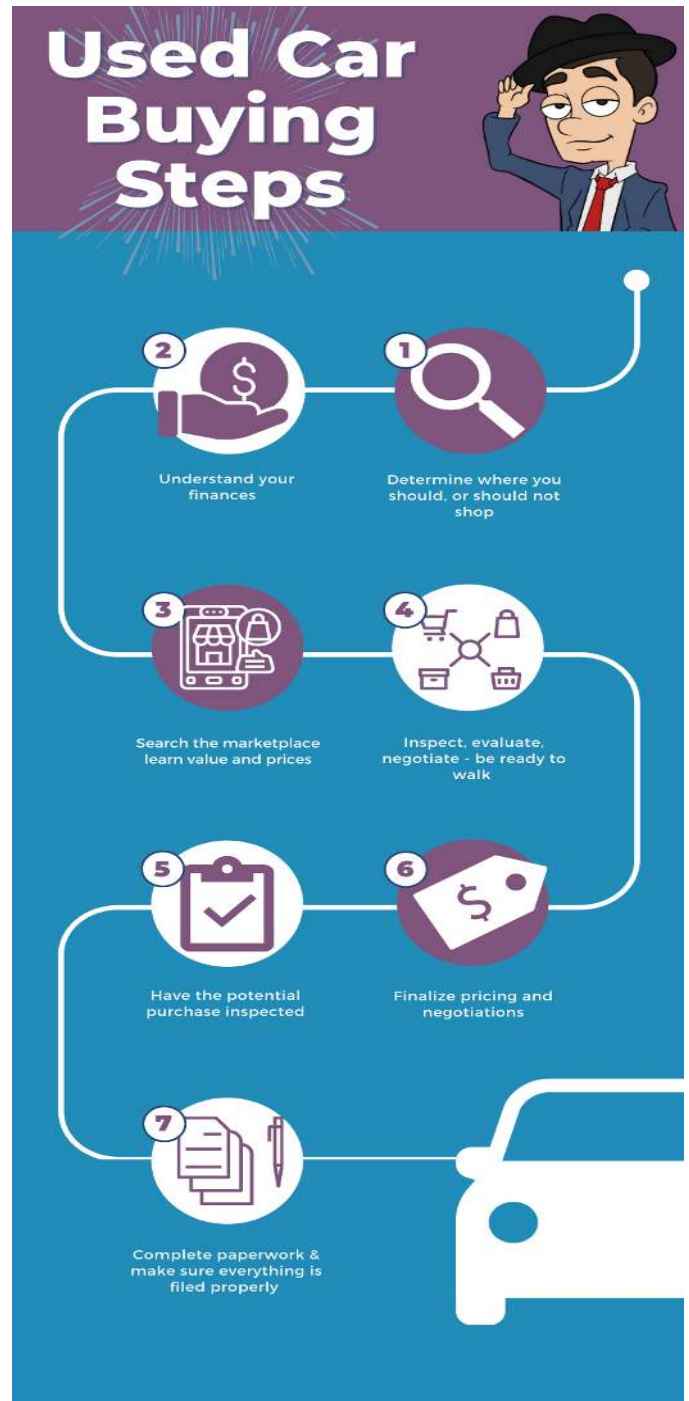 Used Car
Buying
Steps
1
Determine where you
should, or should not
shop
2
$
Understand your
finances
3
Search the marketplace
learn value and prices
4
Inspect, evaluate,
negotiate - be ready to
walk
5
Have the potential
purchase inspected
6
$
Finalize pricing and
negotiations
7
Complete paperwork &
make sure everything is
filed properly